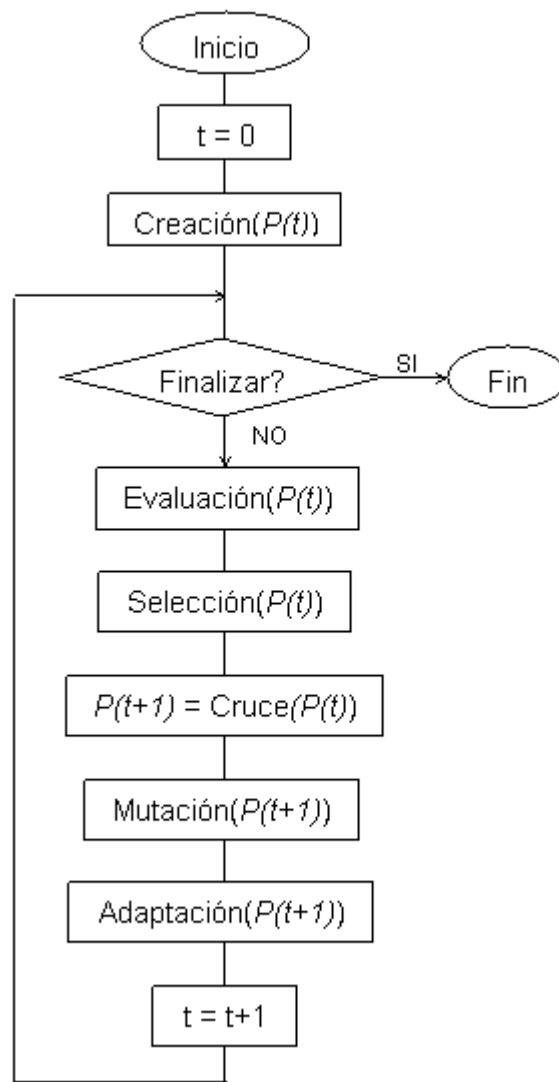 Inicio
t = 0
Creación(P(t))
Finalizar?
SI
Fin
NO
Evaluación(P(t))
Selección(P(t))
P(t+1) = Cruce(P(t))
Mutación(P(t+1))
Adaptación(P(t+1))
t = t+1